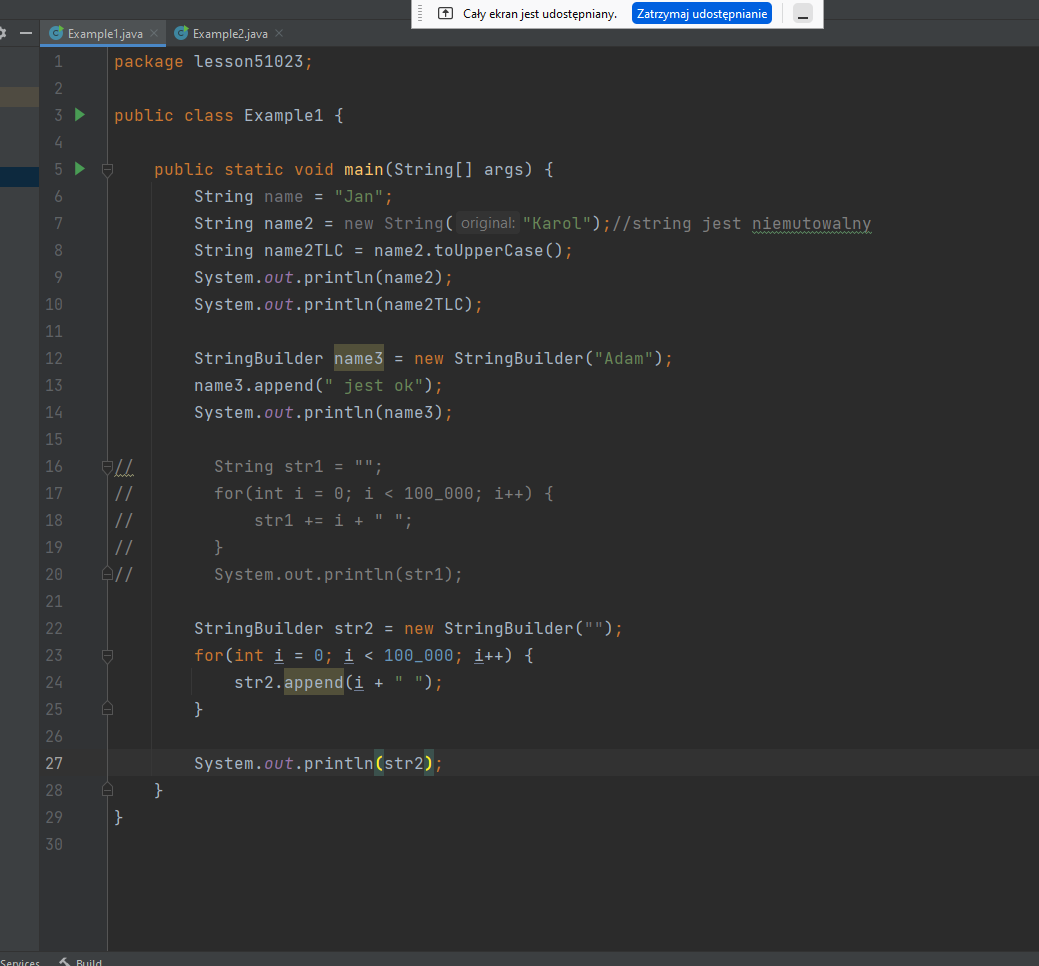 Cały ekran jest udostępniany. Zatrzymaj udostępnianie
Example1.java Example2.java
1 package lesson51023;
2
3 public class Example1 {
4
5 public static void main(String[] args) {
6 String name = "Jan";
7 String name2 = new String( original: "Karol");//string jest niemutowalny
8 String name2TLC = name2.toUpperCase();
9 System.out.println(name2);
10 System.out.println(name2TLC);
11
12 StringBuilder name3 = new StringBuilder("Adam");
13 name3.append(" jest ok");
14 System.out.println(name3);
15
16 // String str1 = "";
17 // for(int i = 0; i < 100_000; i++) {
18 // str1 += i + " ";
19 // }
20 // System.out.println(str1);
21
22 StringBuilder str2 = new StringBuilder("");
23 for(int i = 0; i < 100_000; i++) {
24 str2.append(i + " ");
25 }
26
27 System.out.println(str2);
28 }
29 }
30
Services Build